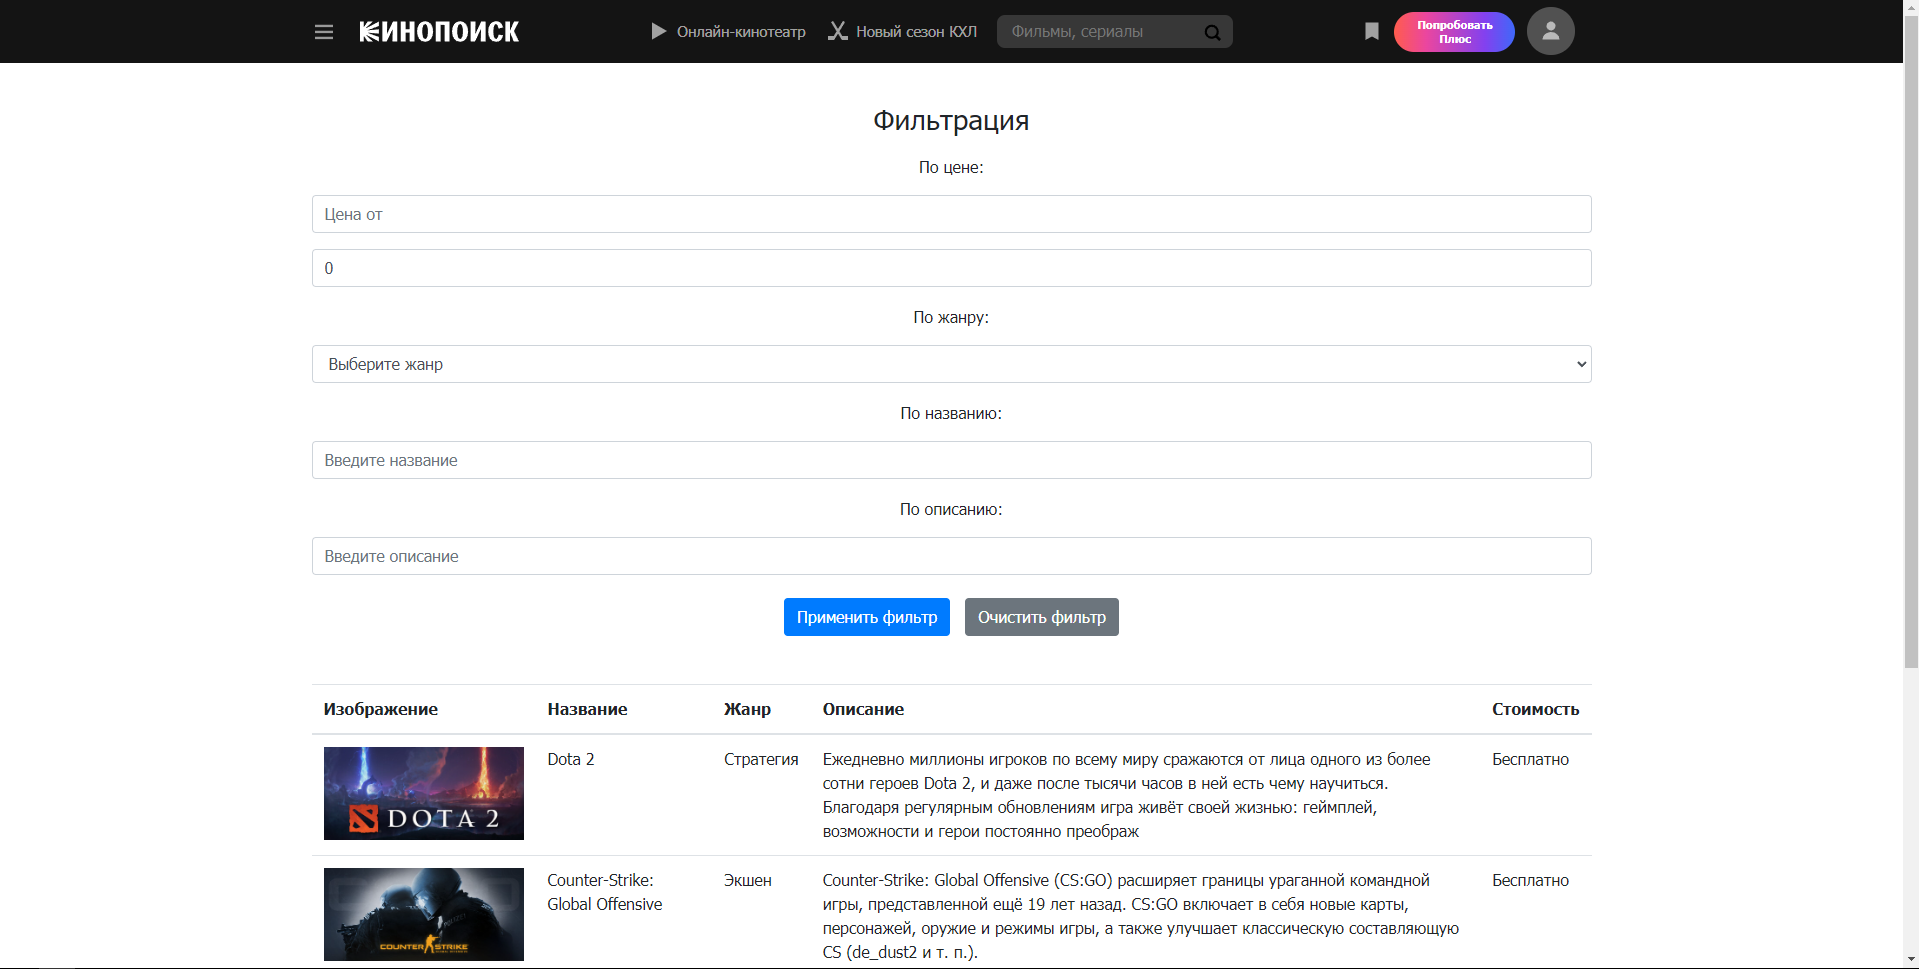 КИНОПОИСК
Онлайн-кинотеатр
Новый сезон КХЛ
Фильмы, сериалы
Попробовать
Плюс
Фильтрация
По цене:
Цена от
0
По жанру:
Выберите жанр
По названию:
Введите название
По описанию:
Введите описание
Применить фильтр
Очистить фильтр
Изображение Название Жанр Описание Стоимость
DOTA 2
Dota 2
Стратегия
Ежедневно миллионы игроков по всему миру сражаются от лица одного из более
сотни героев Dota 2, и даже после тысячи часов в ней есть чему научиться.
Благодаря регулярным обновлениям игра живёт своей жизнью: геймплей,
возможности и герои постоянно преображ
Бесплатно
COUNTER STRIKE
Counter-Strike:
Global Offensive
Экшен
Counter-Strike: Global Offensive (CS:GO) расширяет границы ураганной командной
игры, представленной ещё 19 лет назад. CS:GO включает в себя новые карты,
персонажей, оружие и режимы игры, а также улучшает классическую составляющую
CS (de_dust2 и т. п.).
Бесплатно